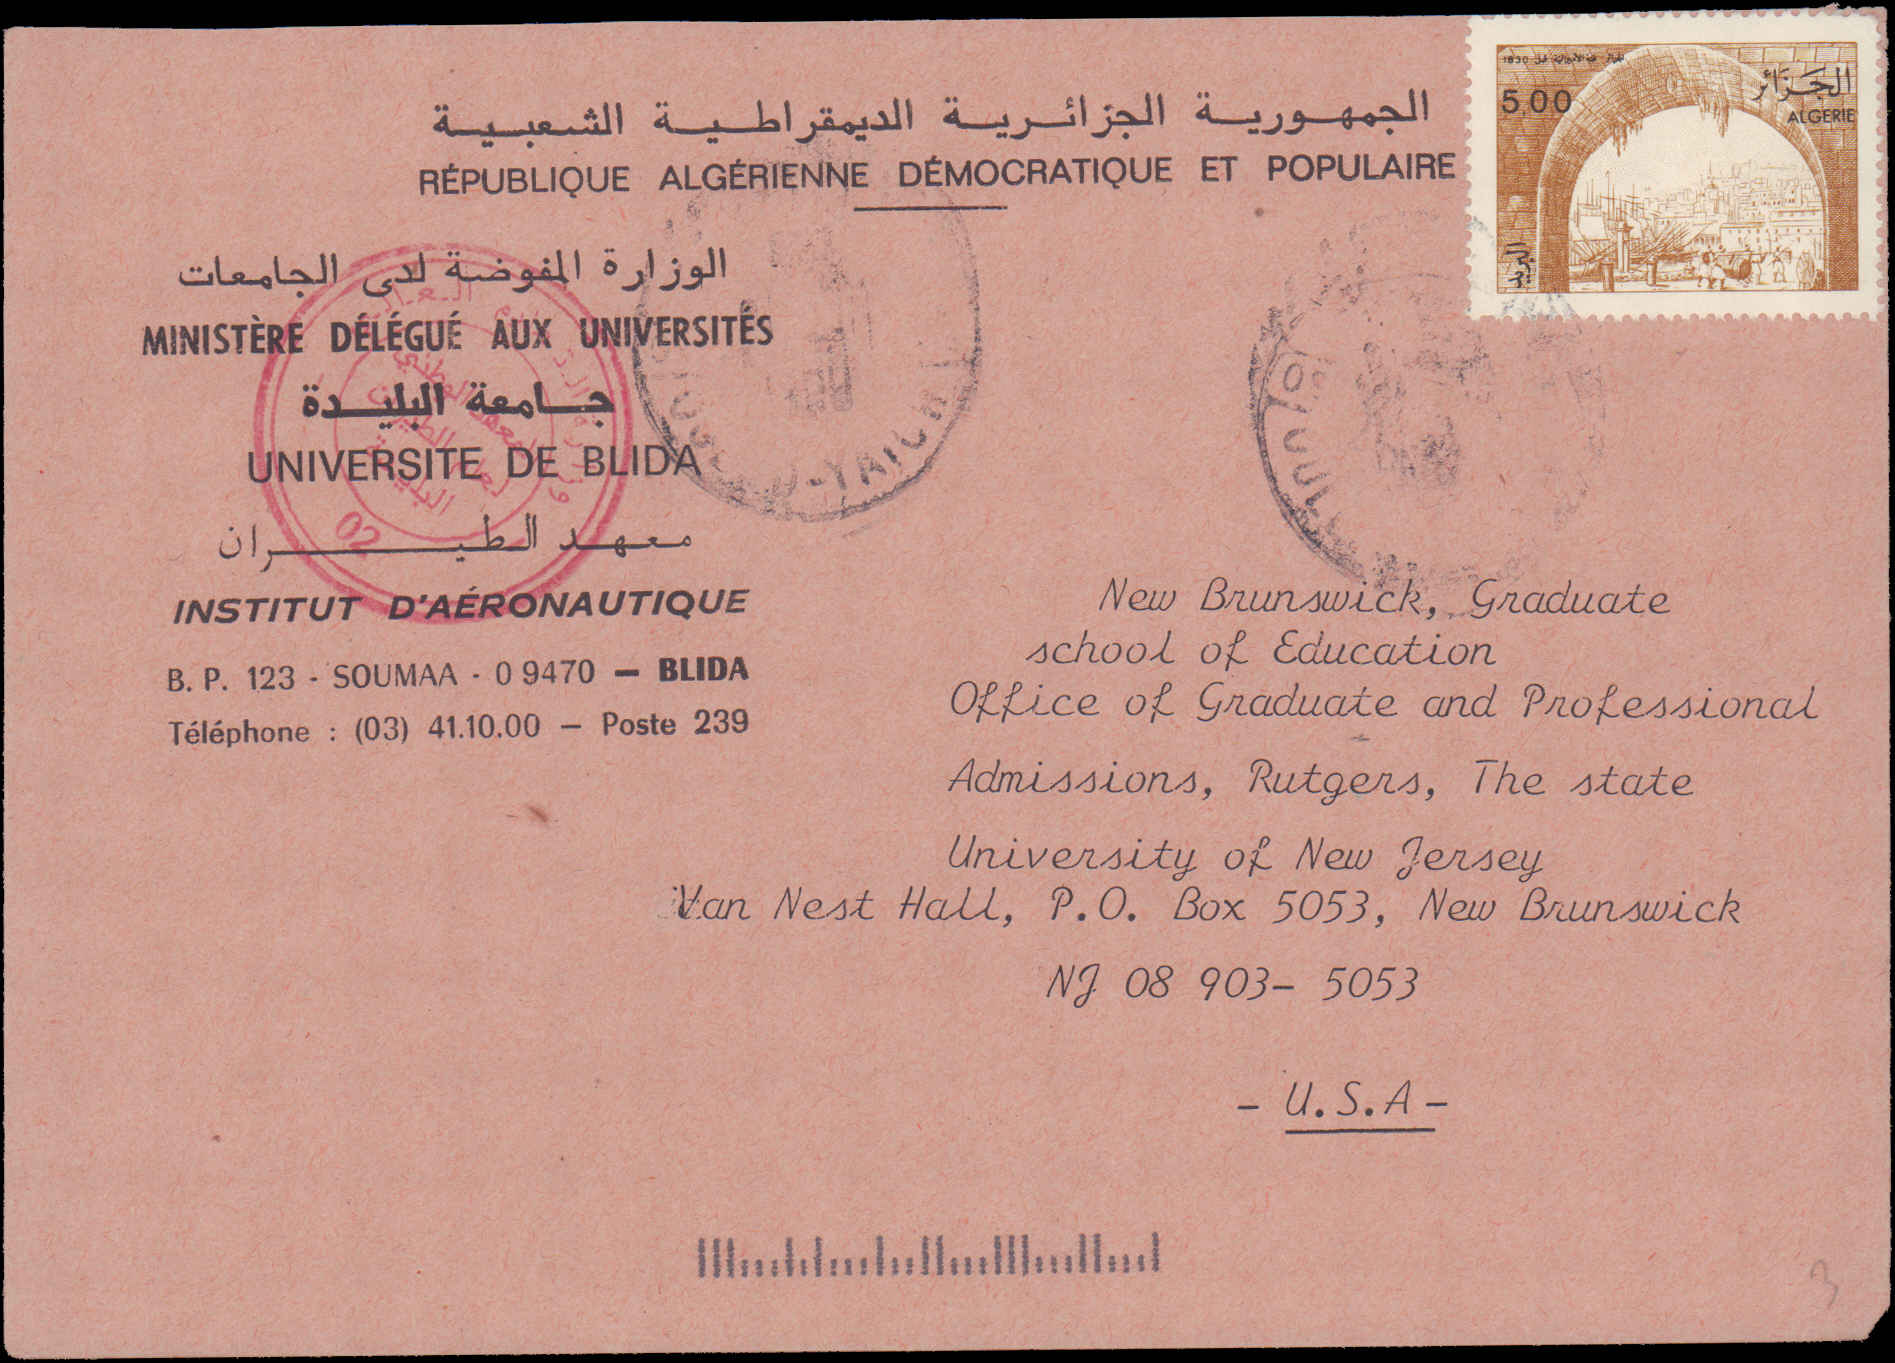 الجمهورية الجزائرية الديمقراطية الشعبية
RÉPUBLIQUE ALGÉRIENNE DÉMOCRATIQUE ET POPULAIRE
الوزارة المفوضة لدى الجامعات
MINISTÈRE DÉLÉGUÉ AUX UNIVERSITÉS
جامعة البليدة
UNIVERSITE DE BLIDA
معهد الطيران
INSTITUT D'AÉRONAUTIQUE
B. P. 123 - SOUMAA - 0 9470 — BLIDA
Téléphone : (03) 41.10.00 — Poste 239
02
1830
5,00
الجزائر
ALGERIE
New Brunswick, Graduate
school of Education
Office of Graduate and Professional
Admissions, Rutgers, The state
University of New Jersey
Van Nest Hall, P.O. Box 5053, New Brunswick
NJ 08 903- 5053
- U.S.A -
3